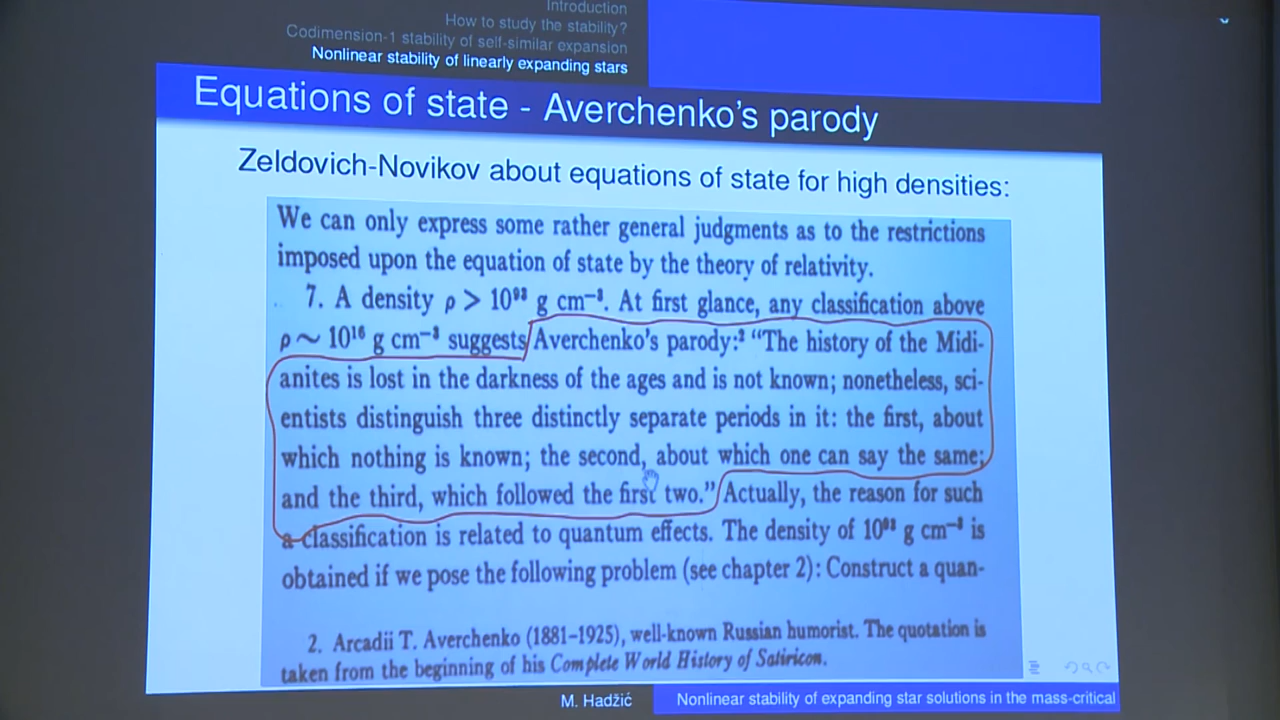 Introduction
How to study the stability?
Codimension-1 stability of self-similar expansion
Nonlinear stability of linearly expanding stars
Equations of state - Averchenko's parody
Zeldovich-Novikov about equations of state for high densities:
We can only express some rather general judgments as to the restrictions
imposed upon the equation of state by the theory of relativity.
7. A density ρ > 10⁹³ g cm⁻³. At first glance, any classification above
ρ ~ 10¹⁶ g cm⁻³ suggests Averchenko's parody:² "The history of the Midi-
anites is lost in the darkness of the ages and is not known; nonetheless, sci-
entists distinguish three distinctly separate periods in it: the first, about
which nothing is known; the second, about which one can say the same;
and the third, which followed the first two." Actually, the reason for such
a classification is related to quantum effects. The density of 10⁹³ g cm⁻³ is
obtained if we pose the following problem (see chapter 2): Construct a quan-
2. Arcadii T. Averchenko (1881-1925), well-known Russian humorist. The quotation is
taken from the beginning of his Complete World History of Satiricon.
M. Hadžić
Nonlinear stability of expanding star solutions in the mass-critical